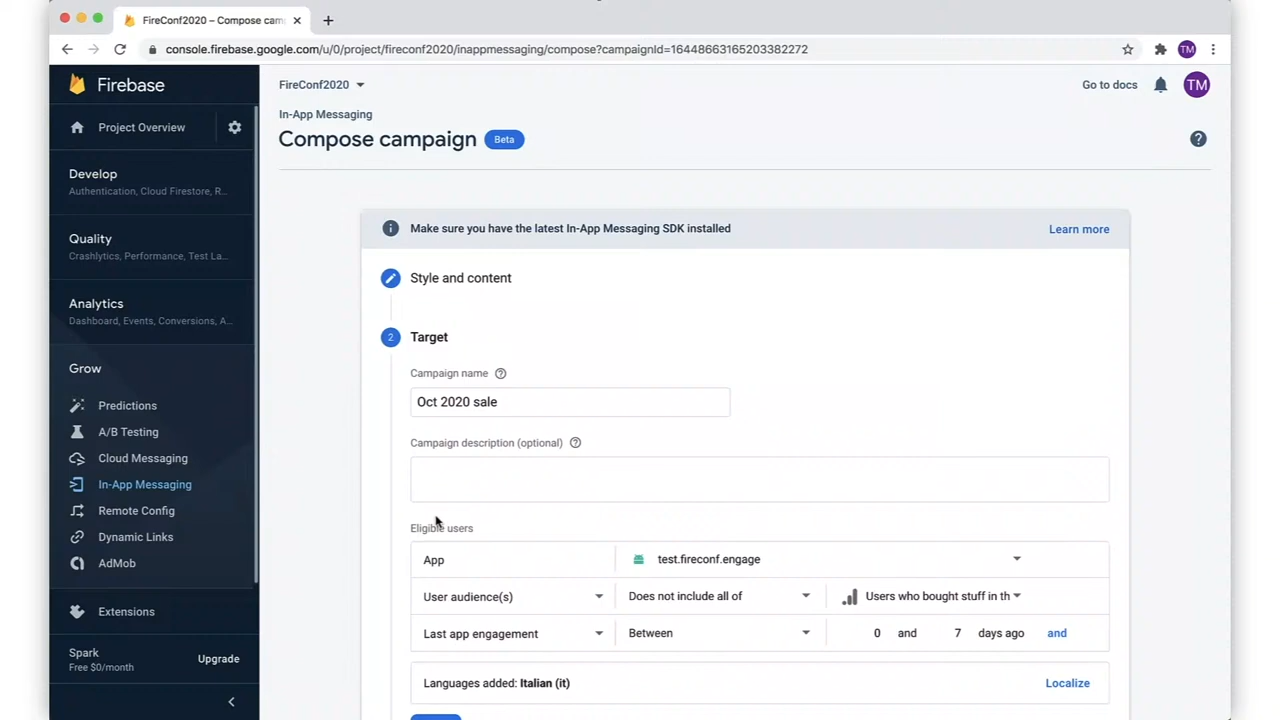 FireConf2020 – Compose cam
console.firebase.google.com/u/0/project/fireconf2020/inappmessaging/compose?campaignId=16448663165203382272
TM
Firebase
FireConf2020
Go to docs
TM
Project Overview
In-App Messaging
Compose campaign
Beta
Develop
Authentication, Cloud Firestore, R...
Quality
Crashlytics, Performance, Test La...
Analytics
Dashboard, Events, Conversions, A...
Grow
Predictions
A/B Testing
Cloud Messaging
In-App Messaging
Remote Config
Dynamic Links
AdMob
Extensions
Spark
Free $0/month
Upgrade
Make sure you have the latest In-App Messaging SDK installed
Learn more
Style and content
2 Target
Campaign name
Oct 2020 sale
Campaign description (optional)
Eligible users
App
test.fireconf.engage
User audience(s)
Does not include all of
Users who bought stuff in th
Last app engagement
Between
0 and 7 days ago
and
Languages added: Italian (it)
Localize